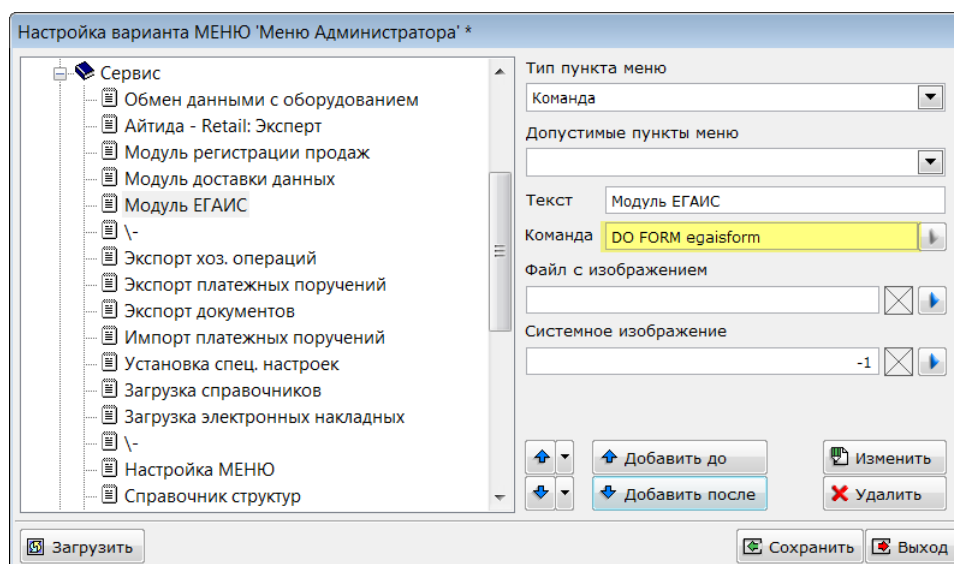 Настройка варианта МЕНЮ 'Меню Администратора' *
Сервис
Обмен данными с оборудованием
Айтида - Retail: Эксперт
Модуль регистрации продаж
Модуль доставки данных
Модуль ЕГАИС
\-
Экспорт хоз. операций
Экспорт платежных поручений
Экспорт документов
Импорт платежных поручений
Установка спец. настроек
Загрузка справочников
Загрузка электронных накладных
\-
Настройка МЕНЮ
Справочник структур
Тип пункта меню
Команда
Допустимые пункты меню
Текст Модуль ЕГАИС
Команда DO FORM egaisform
Файл с изображением
Системное изображение
-1
Добавить до Изменить
Добавить после Удалить
Загрузить Сохранить Выход